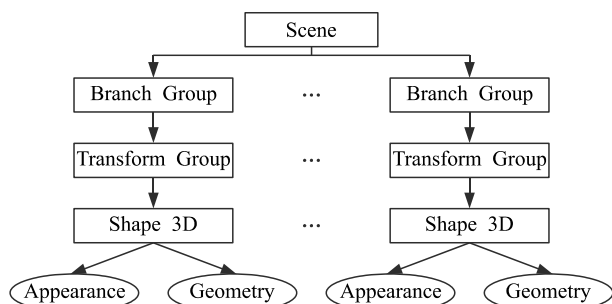 Scene
Branch Group ... Branch Group
Transform Group ... Transform Group
Shape 3D ... Shape 3D
Appearance Geometry Appearance Geometry